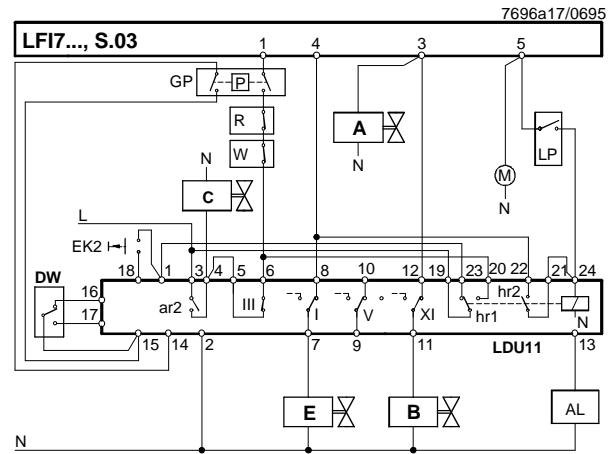 7696a17/0695
LFI7..., S.03
1 4 3 5
GP P
R
A
LP
W
N
N
M
C
N
L
EK2
18 1 3 4 5 6 8 10 12 19 23 20 22 21 24
DW
16
17
ar2 III I V XI hr1 hr2 N
15 14 2 7 9 11 LDU11 13
E B AL
N